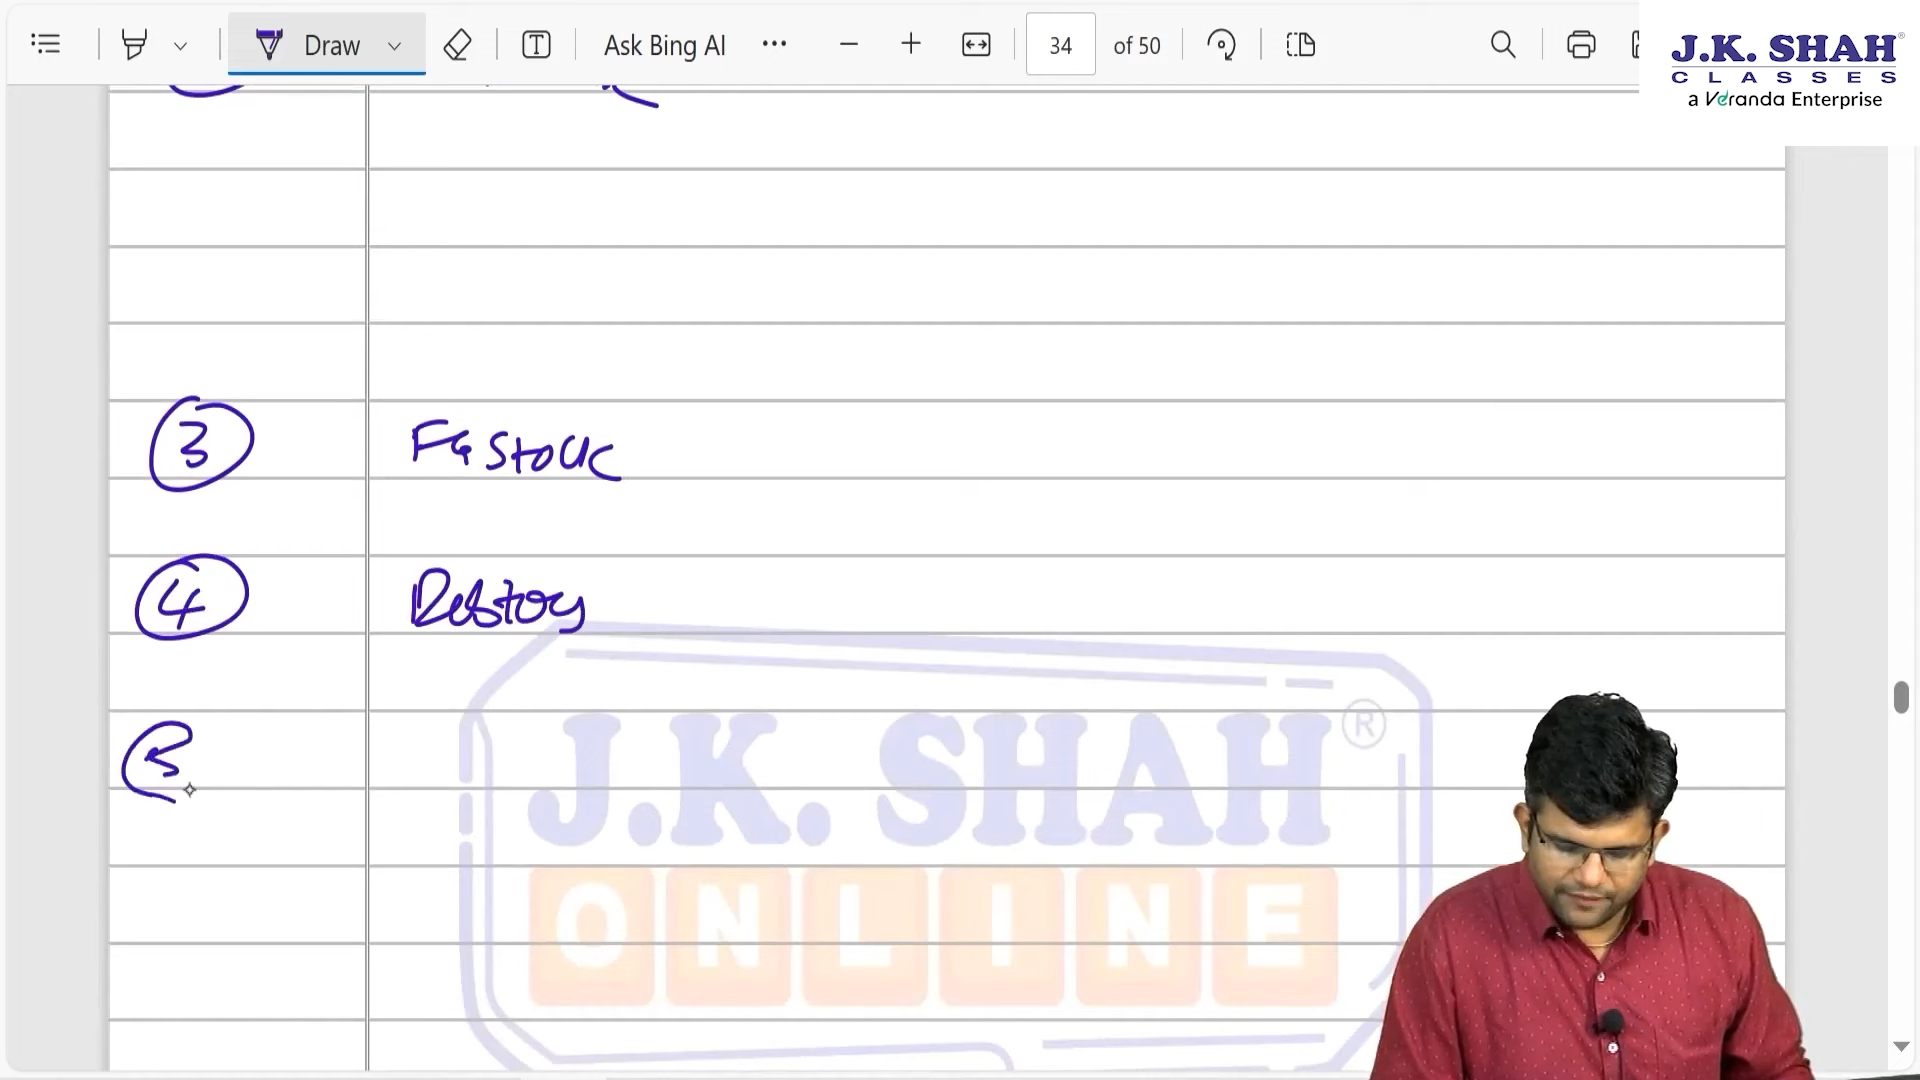 Draw
Ask Bing AI
34 of 50
J.K. SHAH®
CLASSES
a Veranda Enterprise
3 FG Stock
4 Debtors
5
J.K. SHAH ®
ONLINE